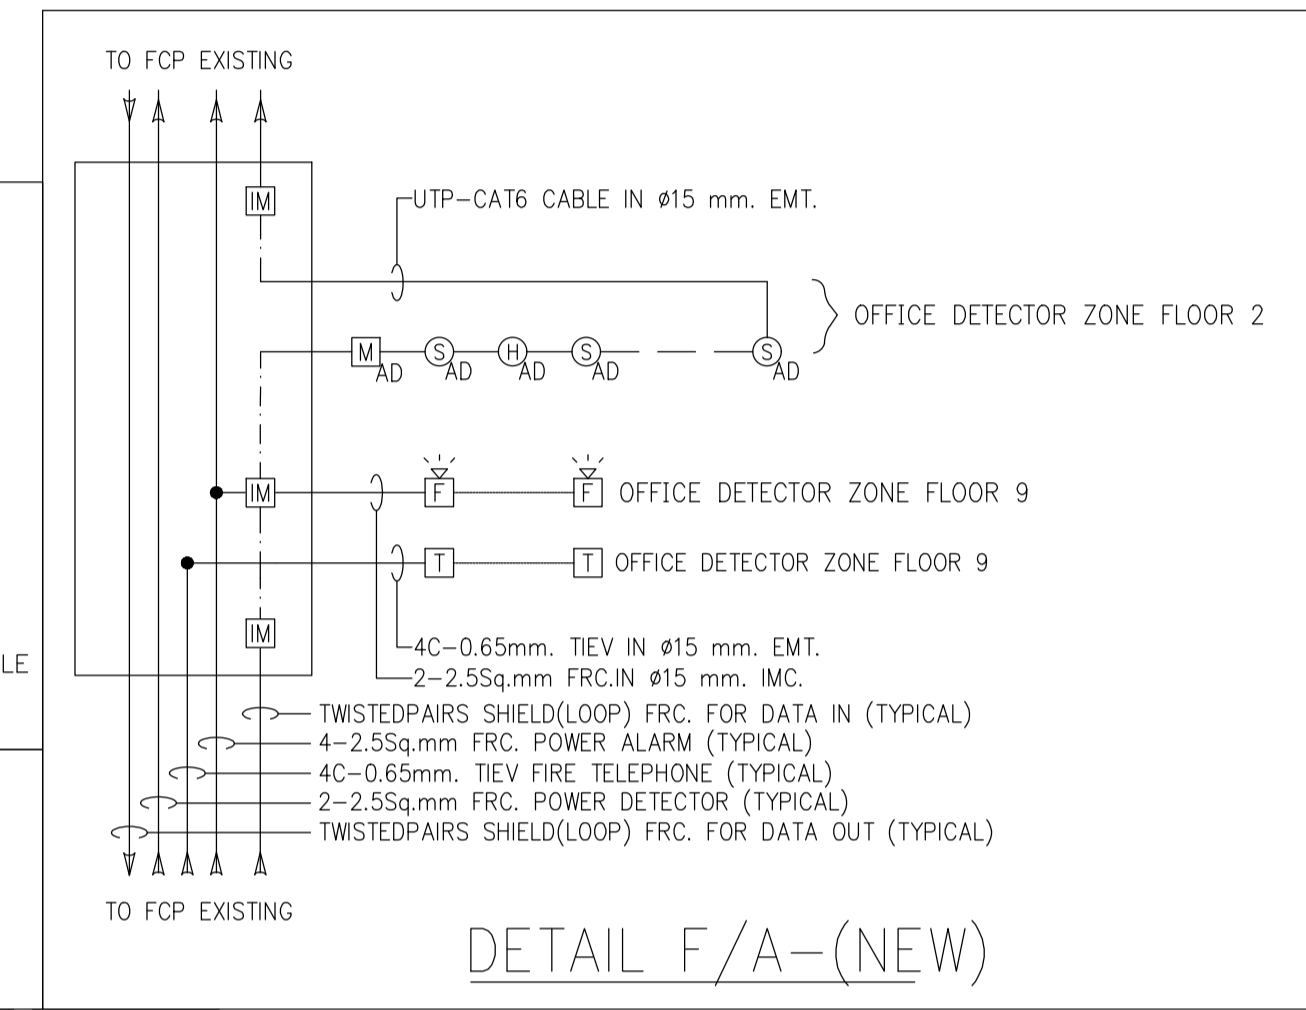 TO FCP EXISTING
IM
UTP-CAT6 CABLE IN ø15 mm. EMT.
OFFICE DETECTOR ZONE FLOOR 2
M AD S AD H AD S AD S AD
IM F F OFFICE DETECTOR ZONE FLOOR 9
T T OFFICE DETECTOR ZONE FLOOR 9
IM
4C-0.65mm. TIEV IN ø15 mm. EMT.
LE
2-2.5Sq.mm FRC.IN ø15 mm. IMC.
TWISTEDPAIRS SHIELD(LOOP) FRC. FOR DATA IN (TYPICAL)
4-2.5Sq.mm FRC. POWER ALARM (TYPICAL)
4C-0.65mm. TIEV FIRE TELEPHONE (TYPICAL)
2-2.5Sq.mm FRC. POWER DETECTOR (TYPICAL)
TWISTEDPAIRS SHIELD(LOOP) FRC. FOR DATA OUT (TYPICAL)
TO FCP EXISTING
DETAIL F/A-(NEW)